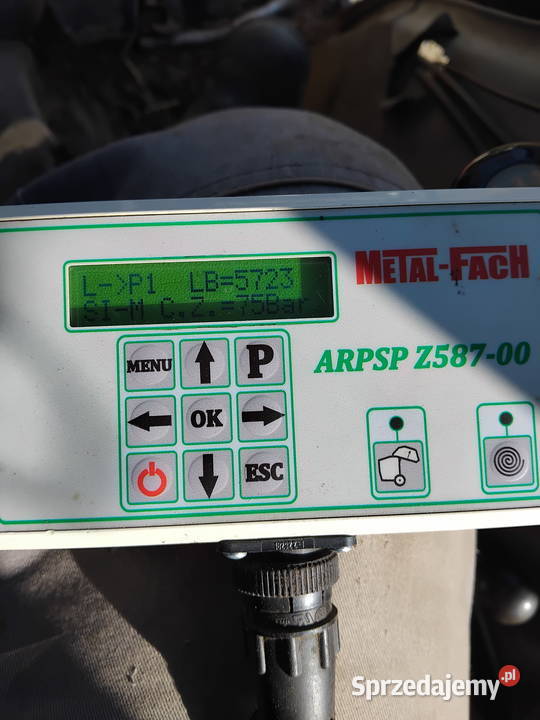 L->P1 LB=5723
SI-M C.Z.=75Bar
METAL-FACH
ARPSP Z587-00
MENU P
OK
ESC
Sprzedajemy.pl